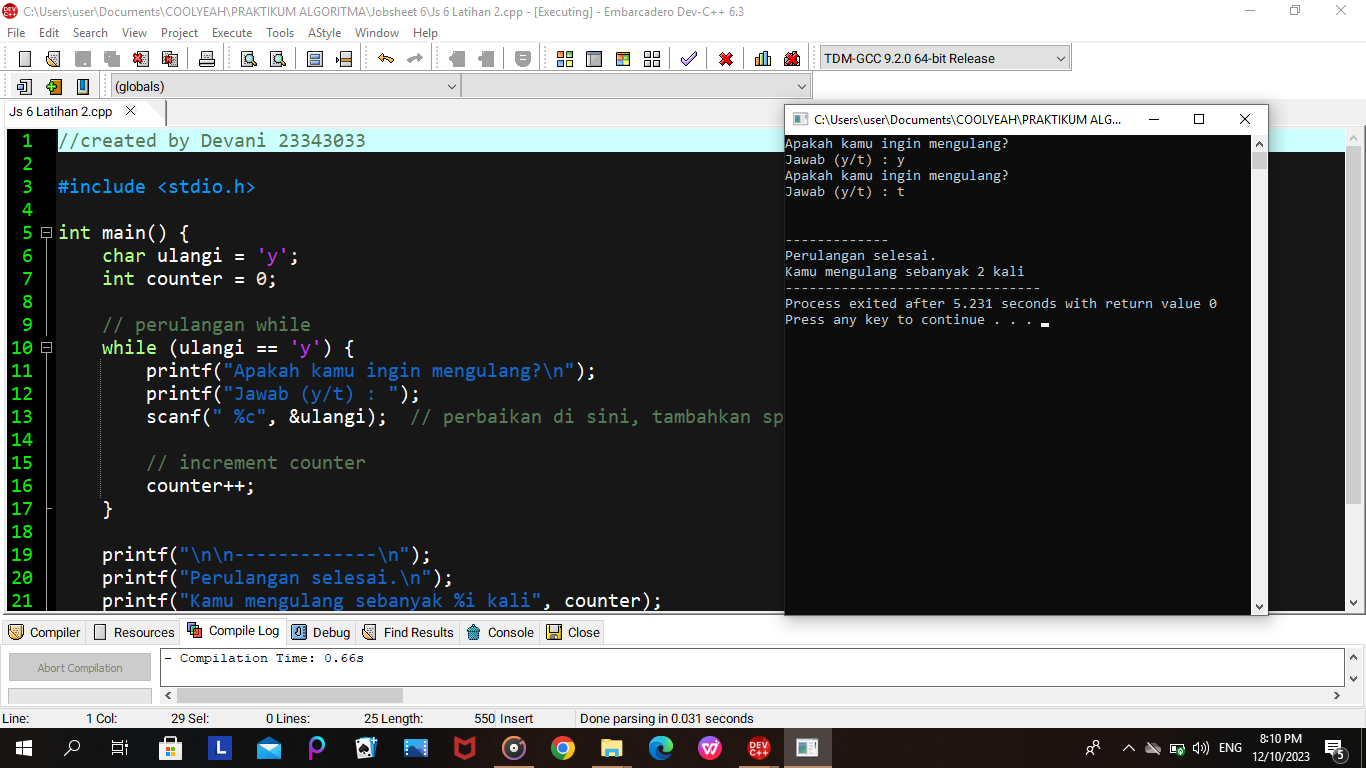 C:\Users\user\Documents\COOLYEAH\PRAKTIKUM ALGORITMA\Jobsheet 6\Js 6 Latihan 2.cpp - [Executing] - Embarcadero Dev-C++ 6.3
File Edit Search View Project Execute Tools AStyle Window Help
TDM-GCC 9.2.0 64-bit Release
(globals)
Js 6 Latihan 2.cpp
1 //created by Devani 23343033
2
3 #include <stdio.h>
4
5 int main() {
6 char ulangi = 'y';
7 int counter = 0;
8
9 // perulangan while
10 while (ulangi == 'y') {
11 printf("Apakah kamu ingin mengulang?\n");
12 printf("Jawab (y/t) : ");
13 scanf(" %c", &ulangi);  // perbaikan di sini, tambahkan sp
14
15 // increment counter
16 counter++;
17 }
18
19 printf("\n\n-------------\n");
20 printf("Perulangan selesai.\n");
21 printf("Kamu mengulang sebanyak %i kali", counter);
C:\Users\user\Documents\COOLYEAH\PRAKTIKUM ALG...
Apakah kamu ingin mengulang?
Jawab (y/t) : y
Apakah kamu ingin mengulang?
Jawab (y/t) : t
-------------
Perulangan selesai.
Kamu mengulang sebanyak 2 kali
--------------------------------
Process exited after 5.231 seconds with return value 0
Press any key to continue . . .
Compiler Resources Compile Log Debug Find Results Console Close
Abort Compilation
- Compilation Time: 0.66s
Line: 1 Col: 29 Sel: 0 Lines: 25 Length: 550 Insert Done parsing in 0.031 seconds
ENG
8:10 PM
12/10/2023
5